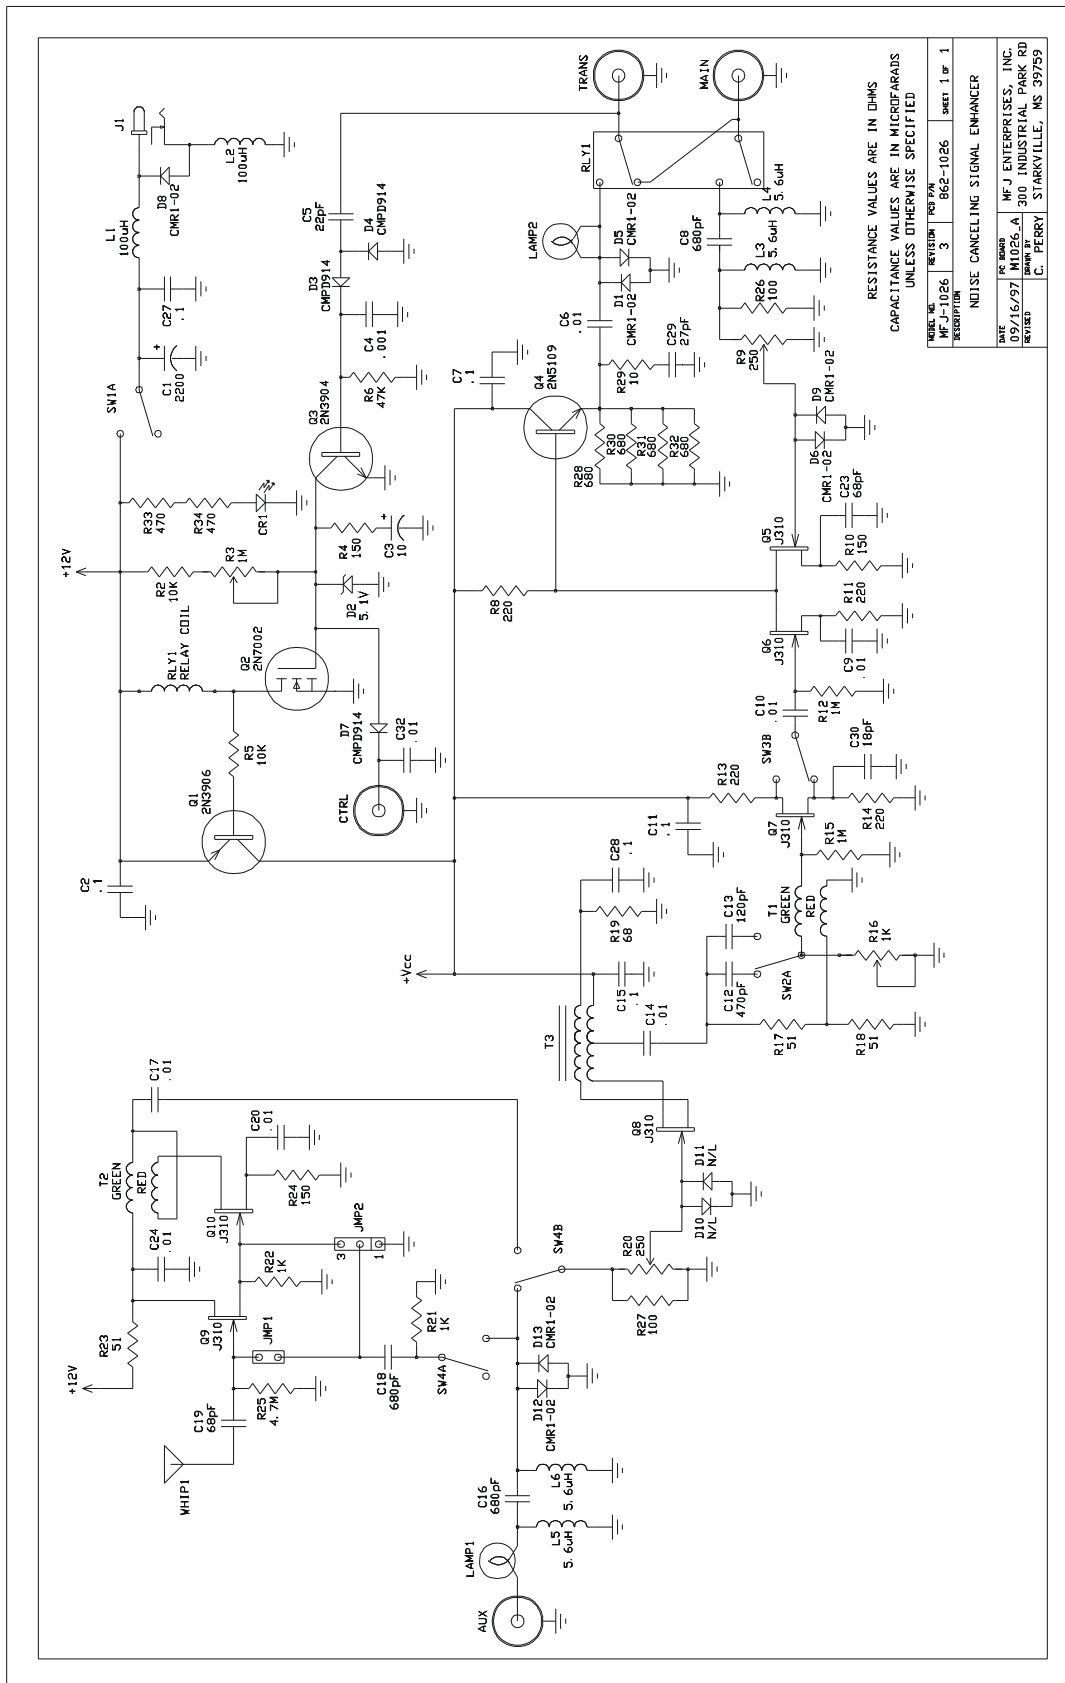 J1
L1
100uH
D8
CMR1-02
L2
100uH
C27
.1
C1
2200
+
SW1A
R33
470
R34
470
CR1
+12V
R2
10K
R3
1M
RLY1
RELAY COIL
Q2
2N7002
R5
10K
Q1
2N3906
C2
.1
C5
22pF
D4
CMPD914
D3
CMPD914
C4
.001
R6
47K
Q3
2N3904
R4
150
+
C3
10
D2
5.1V
D7
CMPD914
C32
.01
CTRL
+Vcc
TRANS
MAIN
RLY1
LAMP2
D5
CMR1-02
D1
CMR1-02
C6
.01
R29
10
C29
27pF
C7
.1
Q4
2N5109
R28
680
R30
680
R31
680
R32
680
R8
220
L4
5.6uH
C8
680pF
L3
5.6uH
R26
100
R9
250
D9
CMR1-02
D6
CMR1-02
C23
68pF
Q5
J310
R10
150
R11
220
Q6
J310
C9
.01
C10
.01
R12
1M
SW3B
C30
18pF
R13
220
Q7
J310
R14
220
R15
1M
C11
.1
C28
.1
R19
68
C13
120pF
T1
GREEN
RED
R16
1K
C12
470pF
SW2A
C15
.1
C14
.01
R17
51
R18
51
T3
Q8
J310
D11
N/L
D10
N/L
C17
.01
T2
GREEN
RED
C20
.01
R24
150
Q10
J310
C24
.01
R22
1K
JMP2
3
1
R23
51
+12V
Q9
J310
JMP1
R21
1K
SW4A
SW4B
R20
250
R27
100
C18
680pF
R25
4.7M
C19
68pF
WHIP1
D13
CMR1-02
D12
CMR1-02
C16
680pF
L6
5.6uH
L5
5.6uH
LAMP1
AUX
RESISTANCE VALUES ARE IN OHMS
CAPACITANCE VALUES ARE IN MICROFARADS
UNLESS OTHERWISE SPECIFIED
MODEL NO. REVISION PCB P/N
MFJ-1026 3 862-1026 SHEET 1 OF 1
DESCRIPTION
NOISE CANCELING SIGNAL ENHANCER
DATE PC BOARD MFJ ENTERPRISES, INC.
09/16/97 M1026_A 300 INDUSTRIAL PARK RD
REVISED DRAWN BY
C. PERRY STARKVILLE, MS 39759